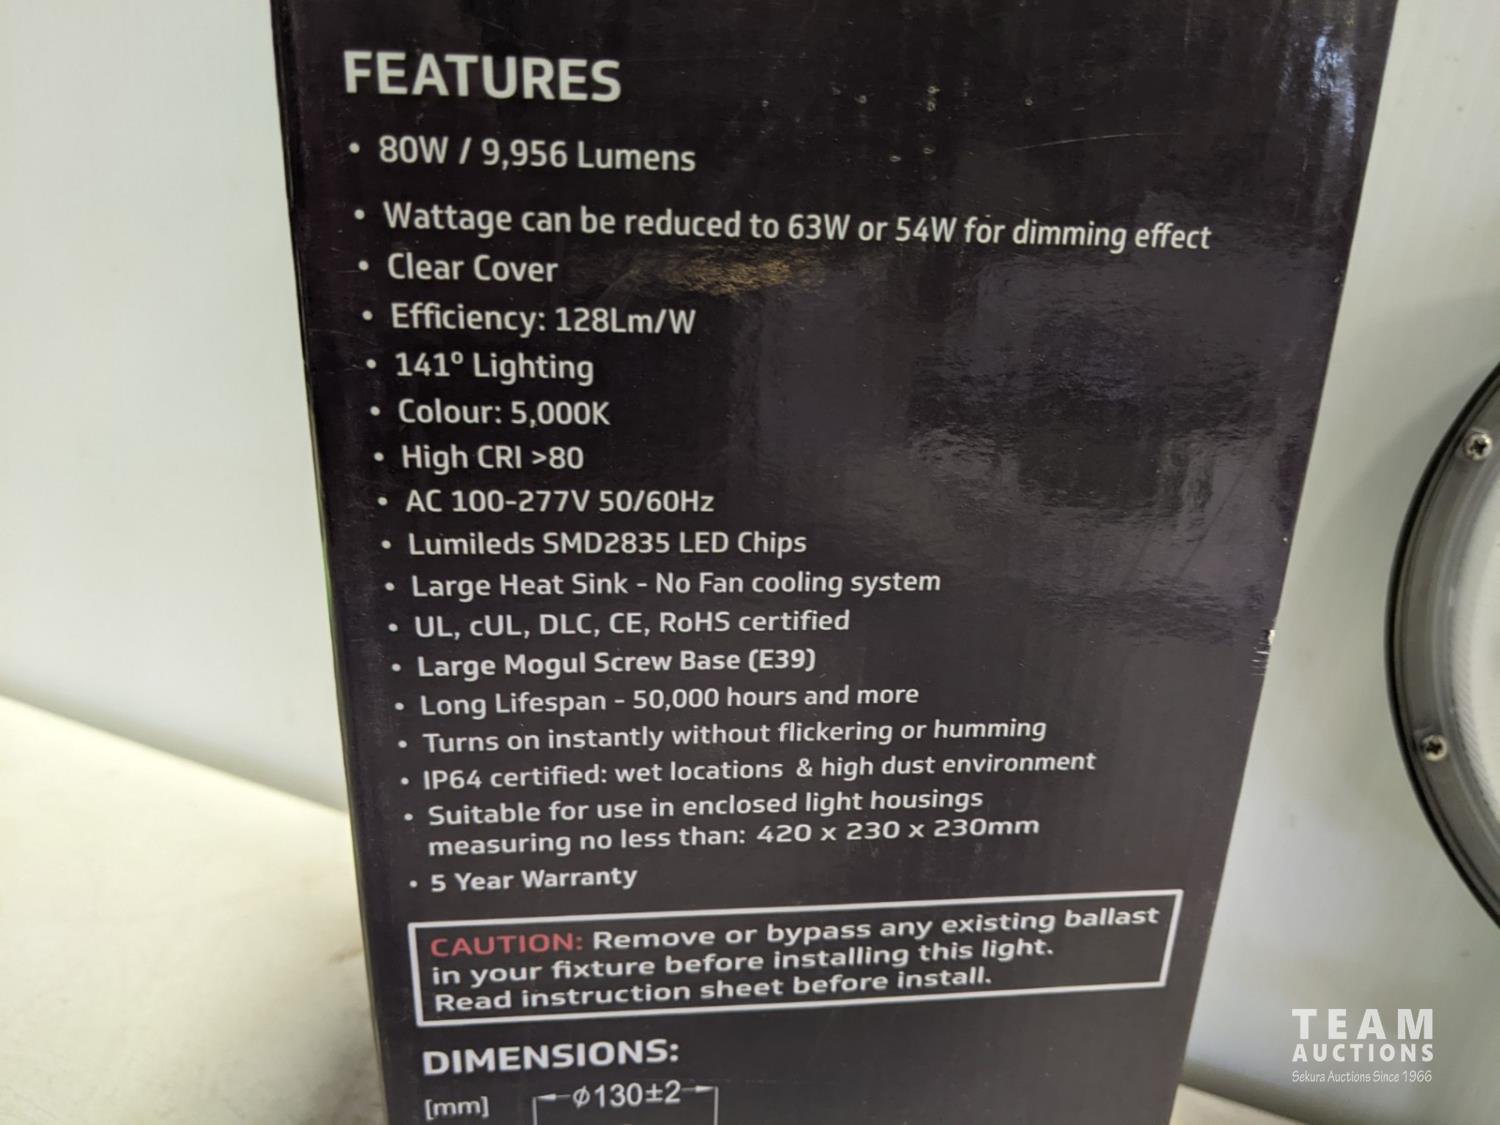 FEATURES
• 80W / 9,956 Lumens
• Wattage can be reduced to 63W or 54W for dimming effect
• Clear Cover
• Efficiency: 128Lm/W
• 141° Lighting
• Colour: 5,000K
• High CRI >80
• AC 100-277V 50/60Hz
• Lumileds SMD2835 LED Chips
• Large Heat Sink - No Fan cooling system
• UL, cUL, DLC, CE, RoHS certified
• Large Mogul Screw Base (E39)
• Long Lifespan - 50,000 hours and more
• Turns on instantly without flickering or humming
• IP64 certified: wet locations & high dust environment
• Suitable for use in enclosed light housings
measuring no less than: 420 x 230 x 230mm
• 5 Year Warranty
CAUTION: Remove or bypass any existing ballast
in your fixture before installing this light.
Read instruction sheet before install.
DIMENSIONS:
[mm] ϕ130±2
TEAM
AUCTIONS
Sekura Auctions Since 1966